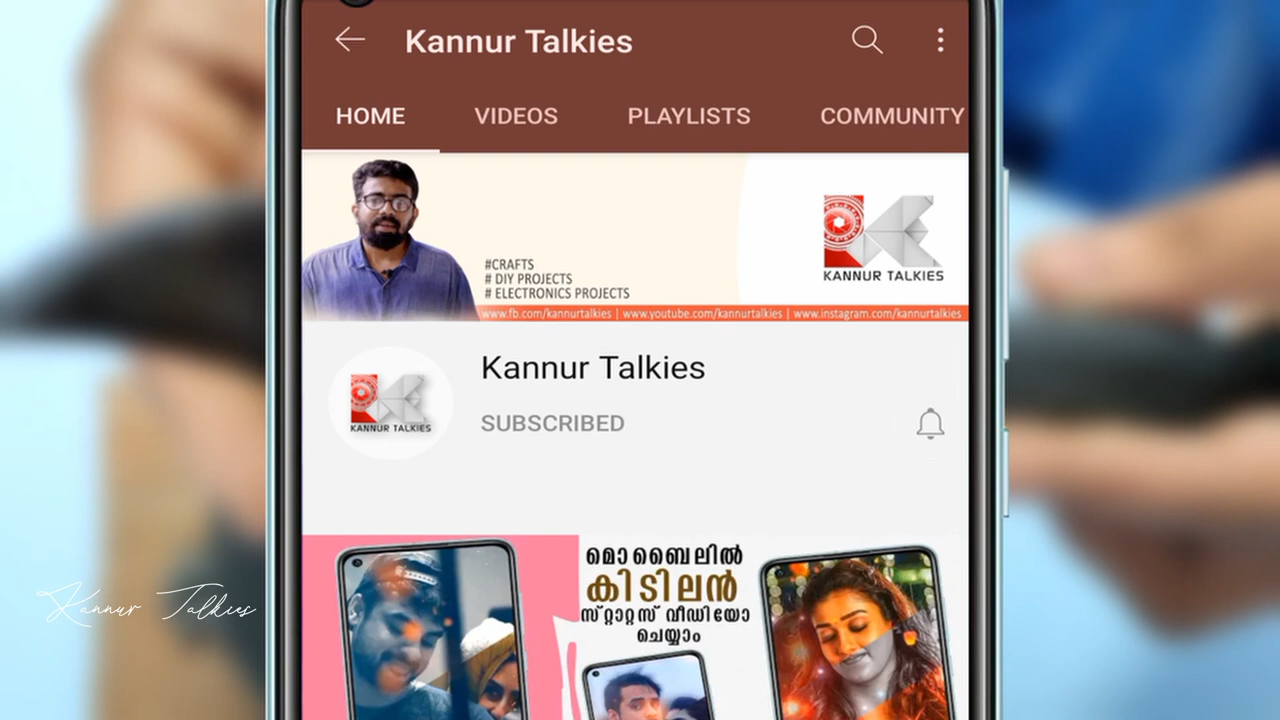 Kannur Talkies
HOME VIDEOS PLAYLISTS COMMUNITY
#CRAFTS
# DIY PROJECTS
# ELECTRONICS PROJECTS
KANNUR TALKIES
www.fb.com/kannurtalkies | www.youtube.com/kannurtalkies | www.instagram.com/kannurtalkies
Kannur Talkies
KANNUR TALKIES
SUBSCRIBED
മൊബൈലിൽ
കിടിലൻ
സ്റ്റാറ്റസ് വീഡിയോ
ചെയ്യാം
Kannur Talkies